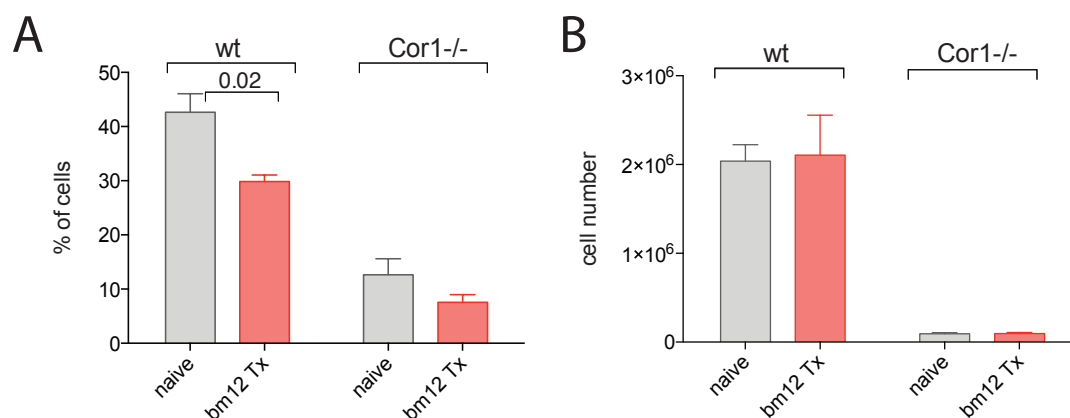 A
wt
Cor1-/-
0.02
50
40
30
20
10
0
% of cells
naive
bm12 Tx
naive
bm12 Tx
B
wt
Cor1-/-
3×10⁶
2×10⁶
1×10⁶
0
cell number
naive
bm12 Tx
naive
bm12 Tx